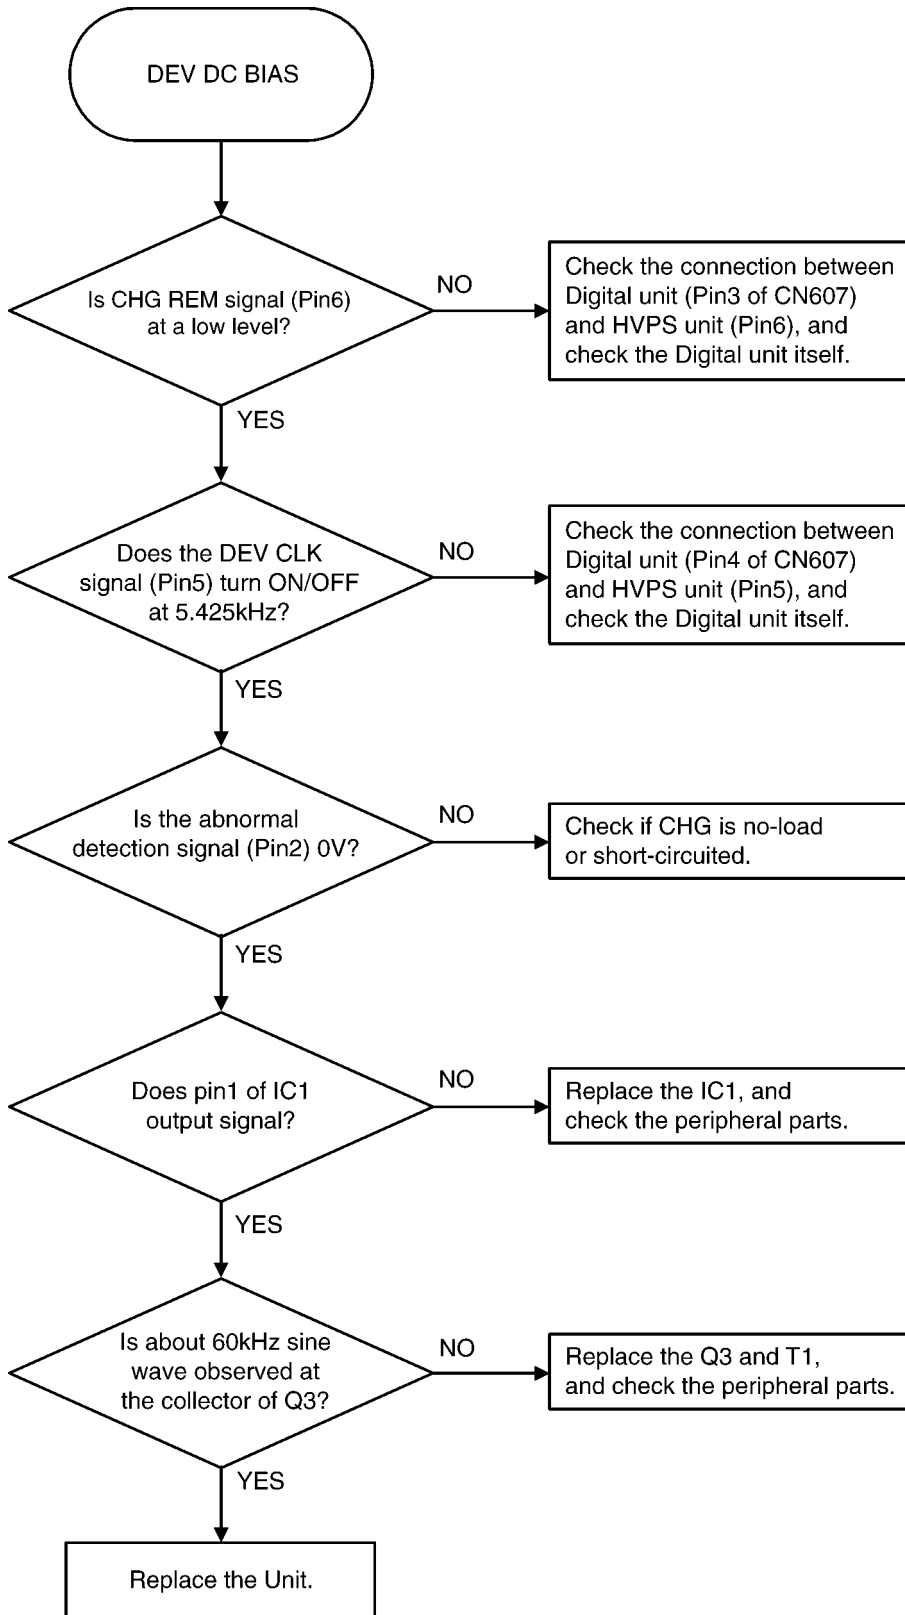 DEV DC BIAS
Is CHG REM signal (Pin6)
at a low level?
NO
Check the connection between
Digital unit (Pin3 of CN607)
and HVPS unit (Pin6), and
check the Digital unit itself.
YES
Does the DEV CLK
signal (Pin5) turn ON/OFF
at 5.425kHz?
NO
Check the connection between
Digital unit (Pin4 of CN607)
and HVPS unit (Pin5), and
check the Digital unit itself.
YES
Is the abnormal
detection signal (Pin2) 0V?
NO
Check if CHG is no-load
or short-circuited.
YES
Does pin1 of IC1
output signal?
NO
Replace the IC1, and
check the peripheral parts.
YES
Is about 60kHz sine
wave observed at
the collector of Q3?
NO
Replace the Q3 and T1,
and check the peripheral parts.
YES
Replace the Unit.